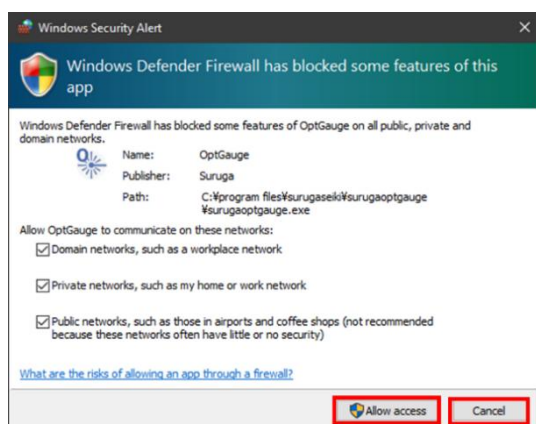 Windows Security Alert
Windows Defender Firewall has blocked some features of this
app
Windows Defender Firewall has blocked some features of OptGauge on all public, private and
domain networks.
Name: OptGauge
Publisher: Suruga
Path: C:¥program files¥surugaseiki¥surugaoptgauge
¥surugaoptgauge.exe
Allow OptGauge to communicate on these networks:
Domain networks, such as a workplace network
Private networks, such as my home or work network
Public networks, such as those in airports and coffee shops (not recommended
because these networks often have little or no security)
What are the risks of allowing an app through a firewall?
Allow access Cancel